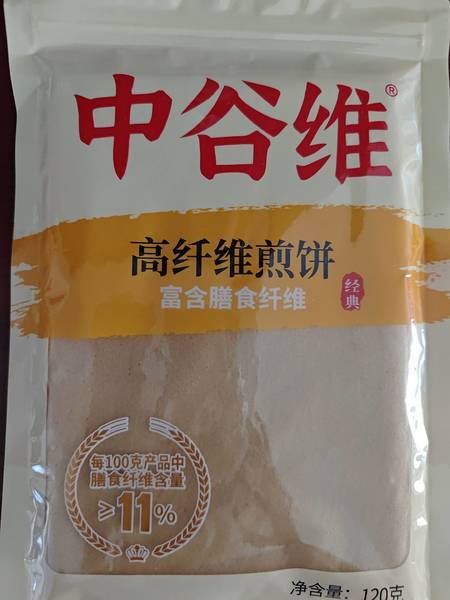 中谷维®
高纤维煎饼
经典
富含膳食纤维
每100克产品中
膳食纤维含量
≥11%
净含量：120克